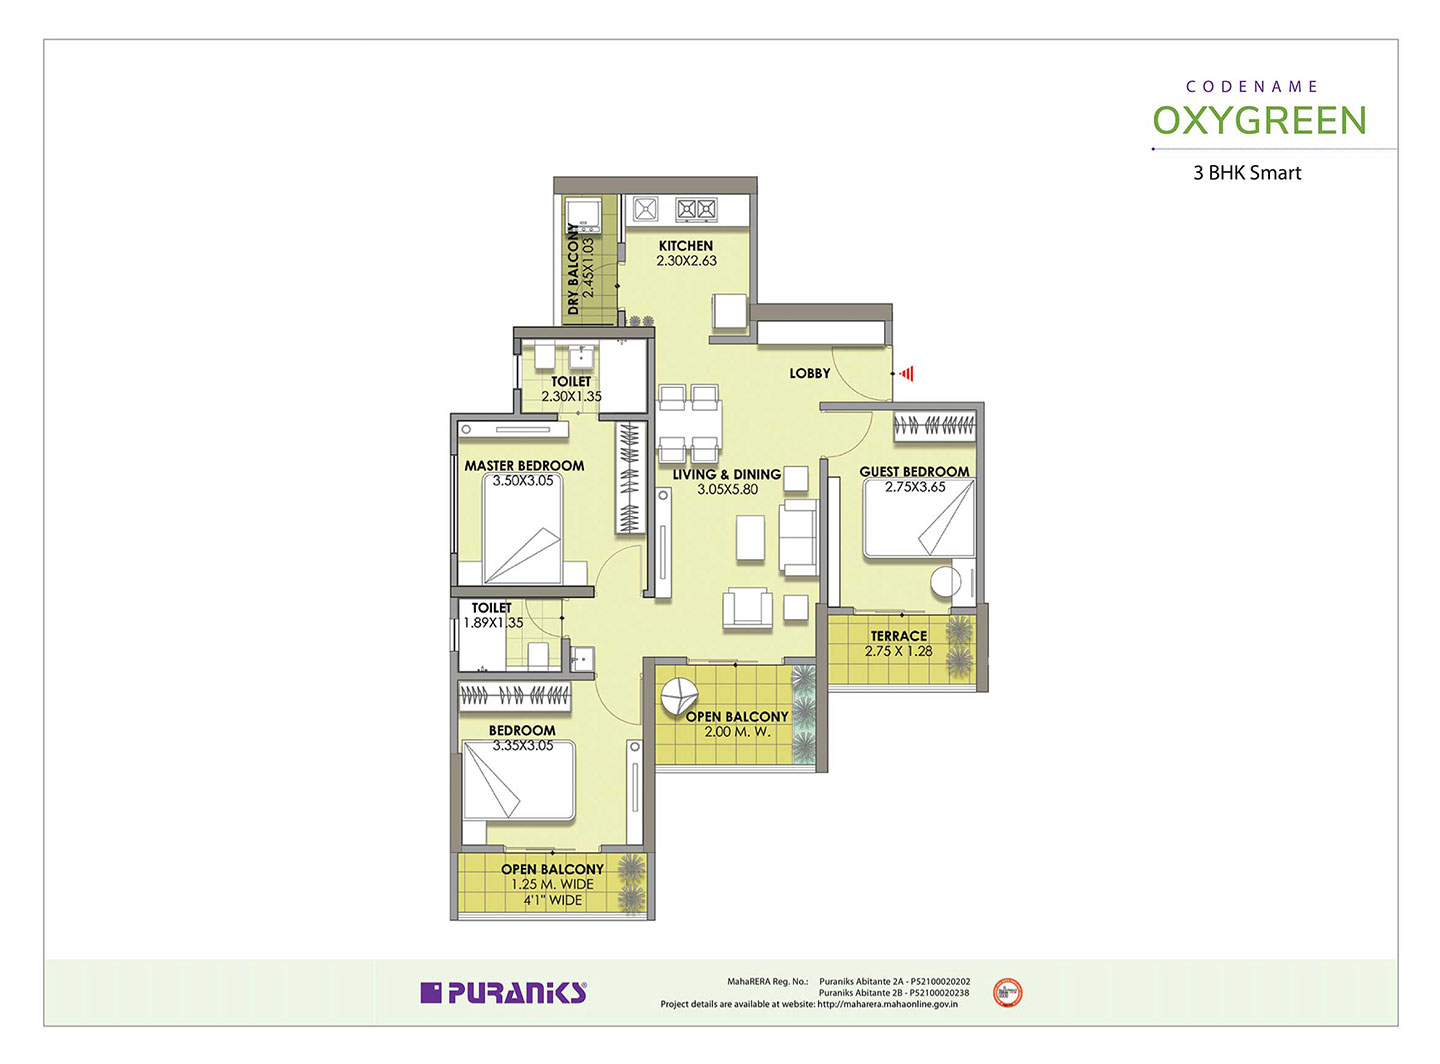 CODENAME
OXYGREEN
3 BHK Smart
DRY BALCONY
2.45X1.03
KITCHEN
2.30X2.63
TOILET
2.30X1.35
LOBBY
MASTER BEDROOM
3.50X3.05
LIVING & DINING
3.05X5.80
GUEST BEDROOM
2.75X3.65
TOILET
1.89X1.35
TERRACE
2.75 X 1.28
BEDROOM
3.35X3.05
OPEN BALCONY
2.00 M. W.
OPEN BALCONY
1.25 M. WIDE
4'1" WIDE
PURANIKS®
MahaRERA Reg. No.: Puraniks Abitante 2A - P52100020202
Puraniks Abitante 2B - P52100020238
Project details are available at website: http://maharera.mahaonline.gov.in